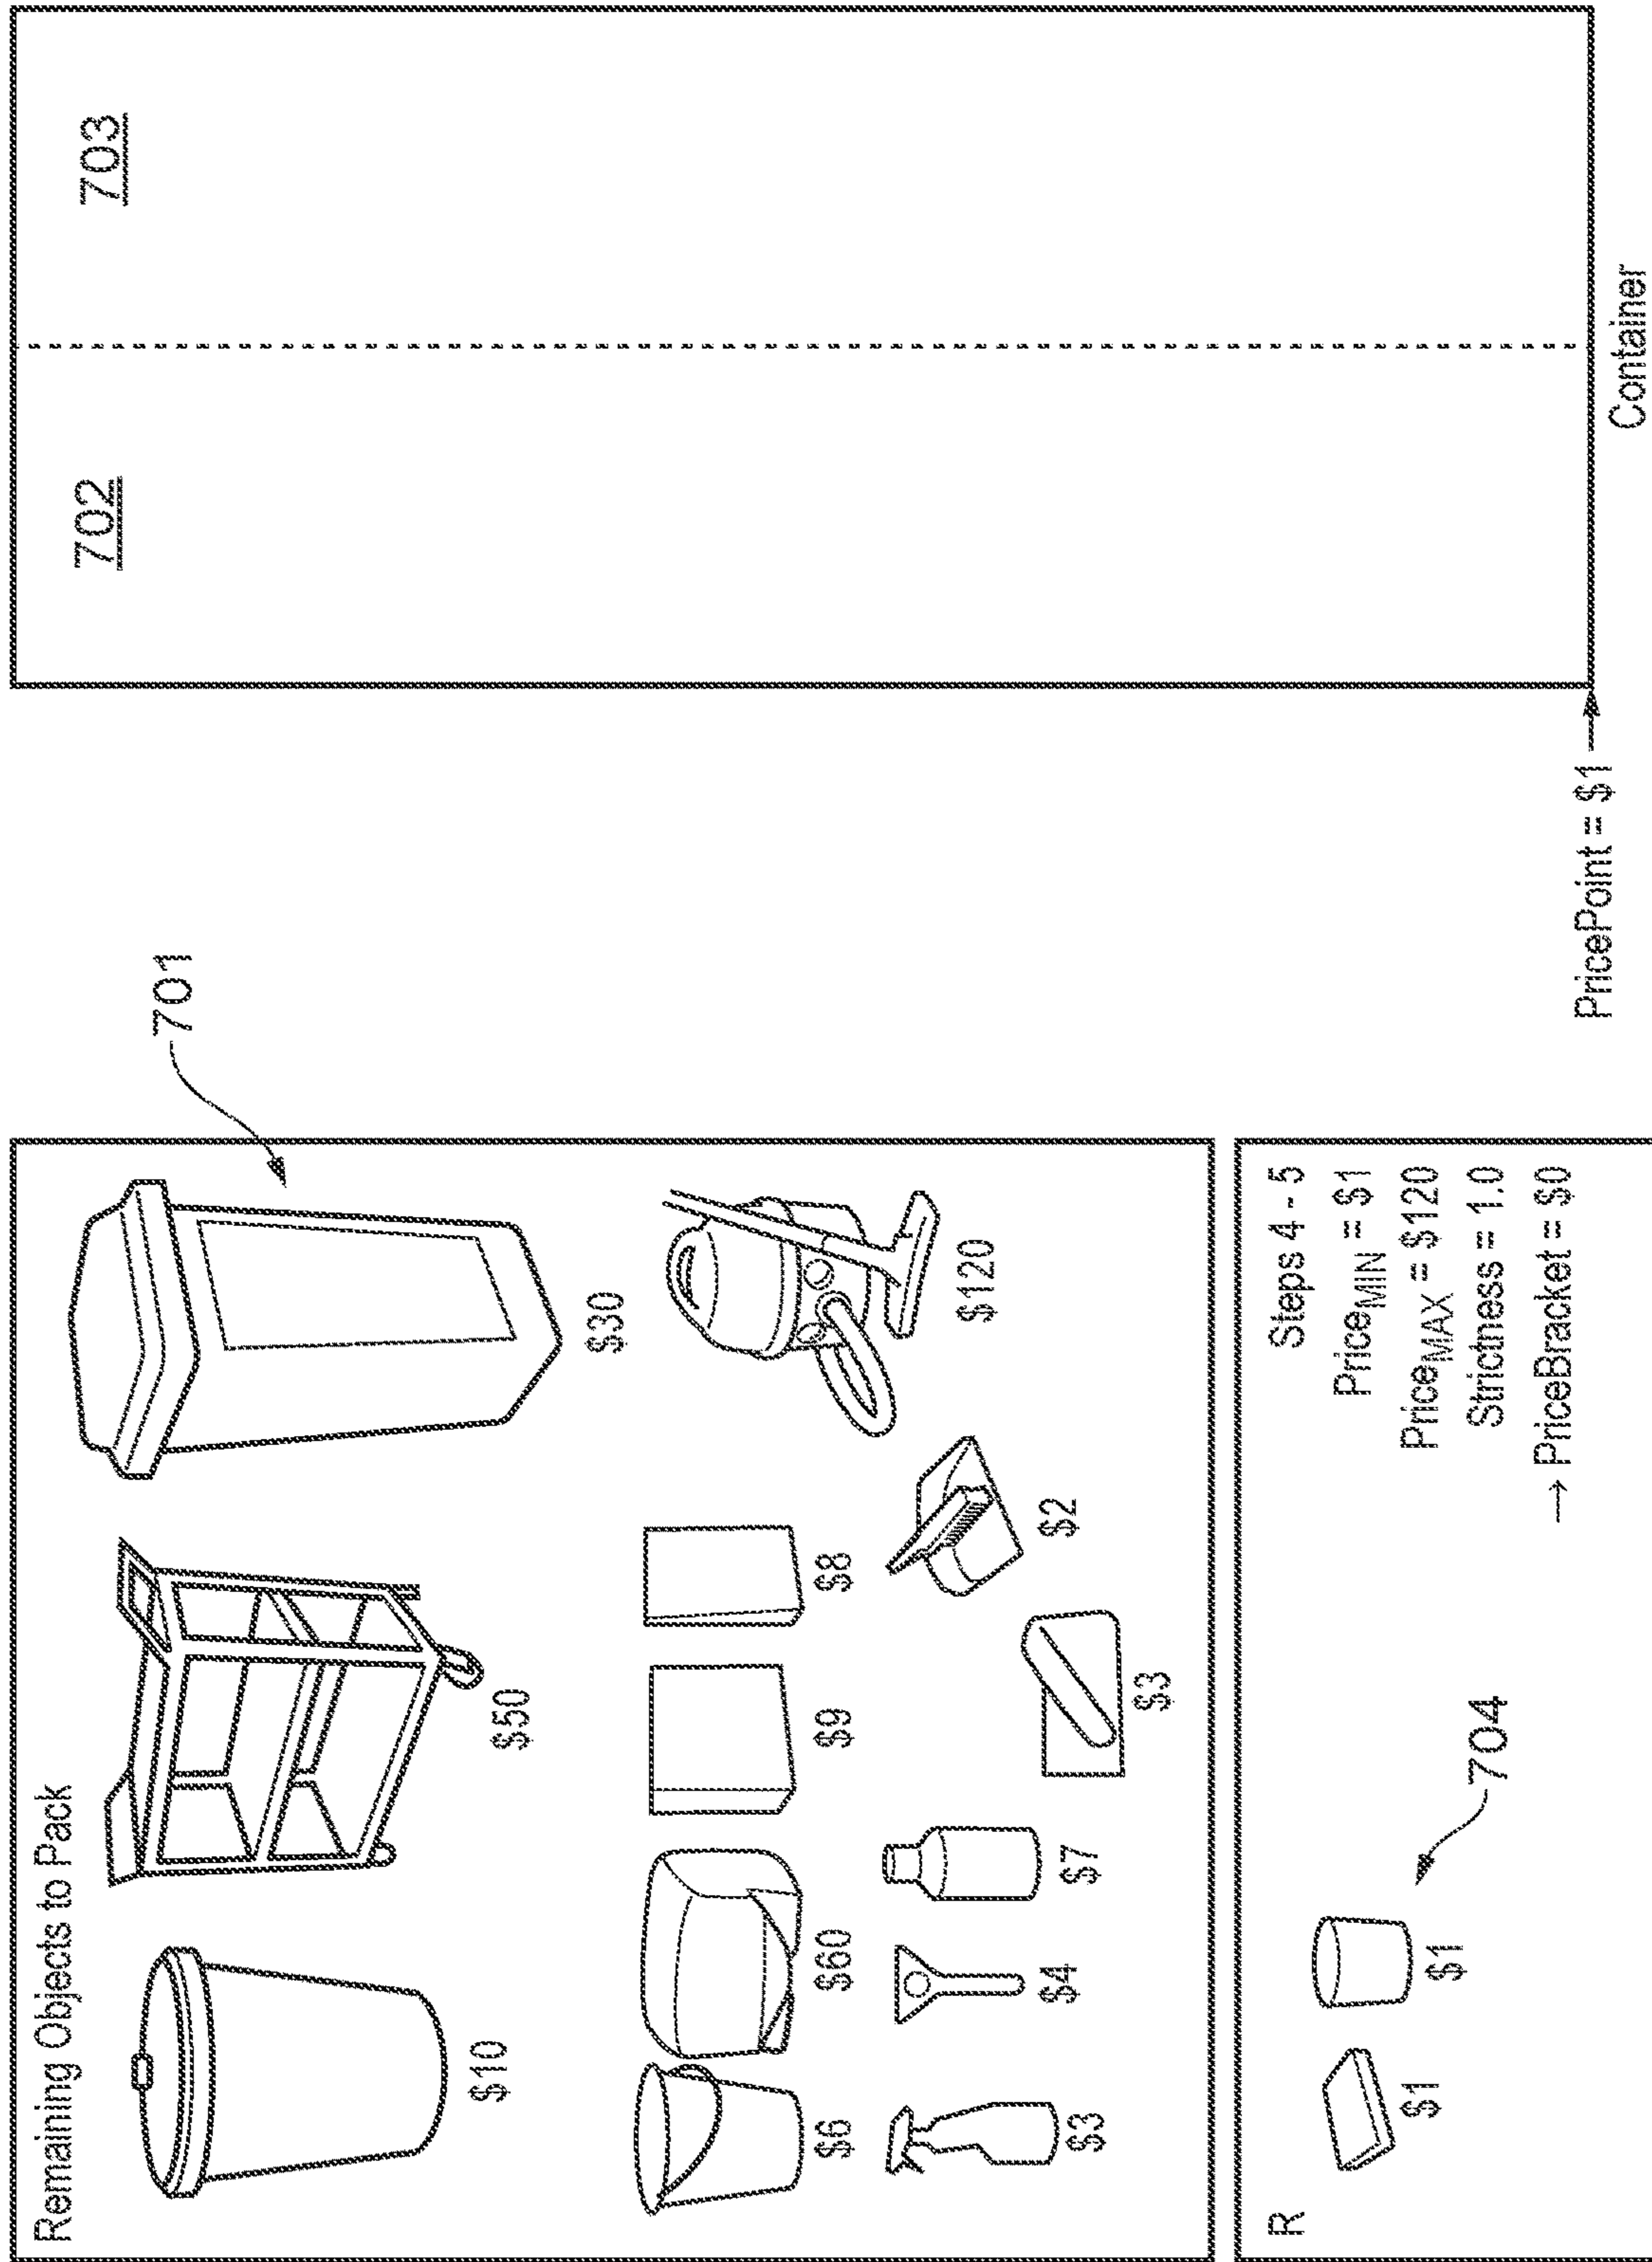 Remaining Objects to Pack
701
$10
$50
$30
$6
$60
$9
$8
$120
$3
$4
$7
$3
$2
R
$1
$1
704
Steps 4 - 5
PriceMIN = $1
PriceMAX = $120
Strictness = 1.0
→ PriceBracket = $0
702
703
PricePoint = $1
Container